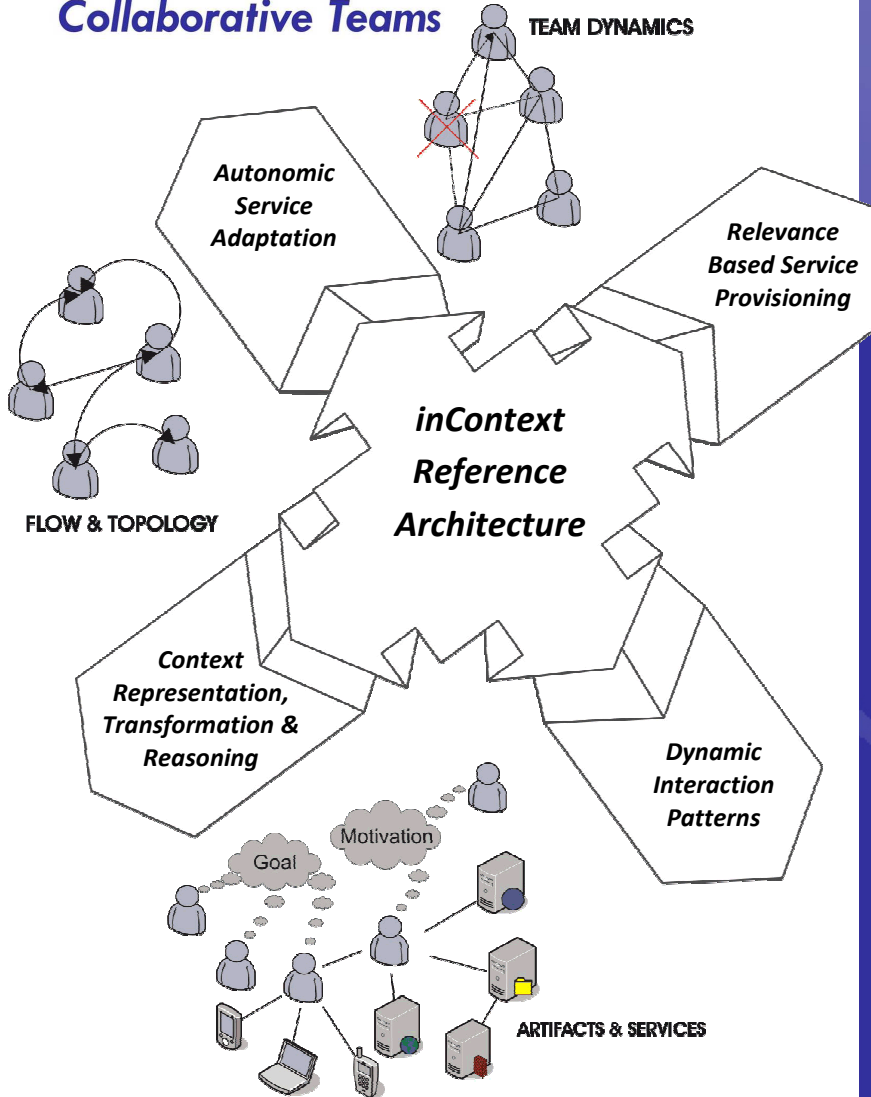 Collaborative Teams
TEAM DYNAMICS
Autonomic
Service
Adaptation
Relevance
Based Service
Provisioning
inContext
Reference
Architecture
FLOW & TOPOLOGY
Context
Representation,
Transformation &
Reasoning
Dynamic
Interaction
Patterns
Motivation
Goal
ARTIFACTS & SERVICES